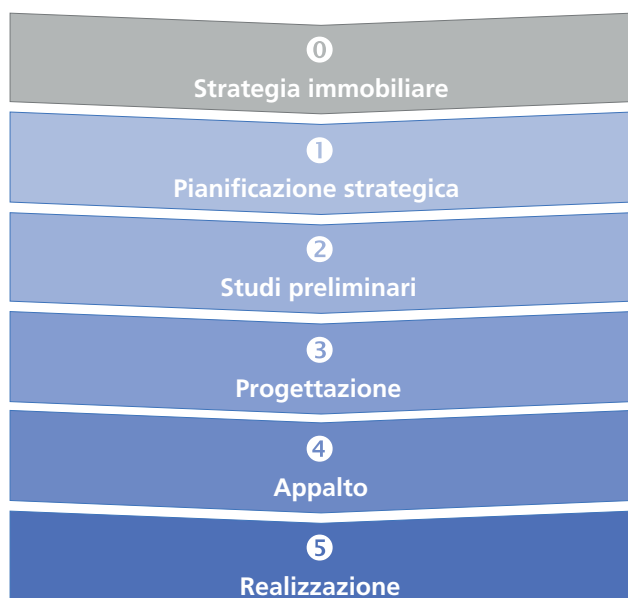 0
Strategia immobiliare
1
Pianificazione strategica
2
Studi preliminari
3
Progettazione
4
Appalto
5
Realizzazione